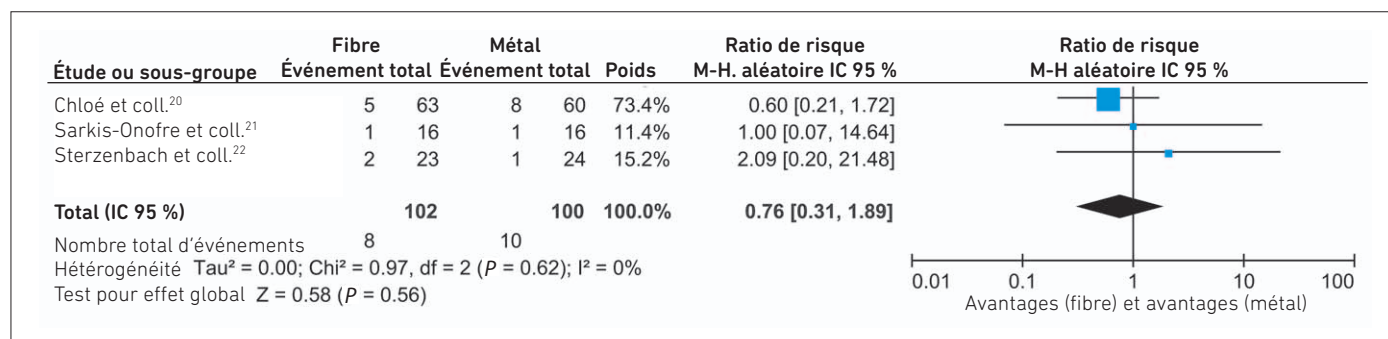 Fibre Métal Ratio de risque Ratio de risque
Étude ou sous-groupe Événement total Événement total Poids M-H. aléatoire IC 95 % M-H aléatoire IC 95 %
Chloé et coll.²⁰ 5 63 8 60 73.4% 0.60 [0.21, 1.72]
Sarkis-Onofre et coll.²¹ 1 16 1 16 11.4% 1.00 [0.07, 14.64]
Sterzenbach et coll.²² 2 23 1 24 15.2% 2.09 [0.20, 21.48]
Total (IC 95 %) 102 100 100.0% 0.76 [0.31, 1.89]
Nombre total d'événements 8 10
Hétérogénéité Tau² = 0.00; Chi² = 0.97, df = 2 (P = 0.62); I² = 0%
Test pour effet global Z = 0.58 (P = 0.56)
0.01 0.1 1 10 100
Avantages (fibre) et avantages (métal)